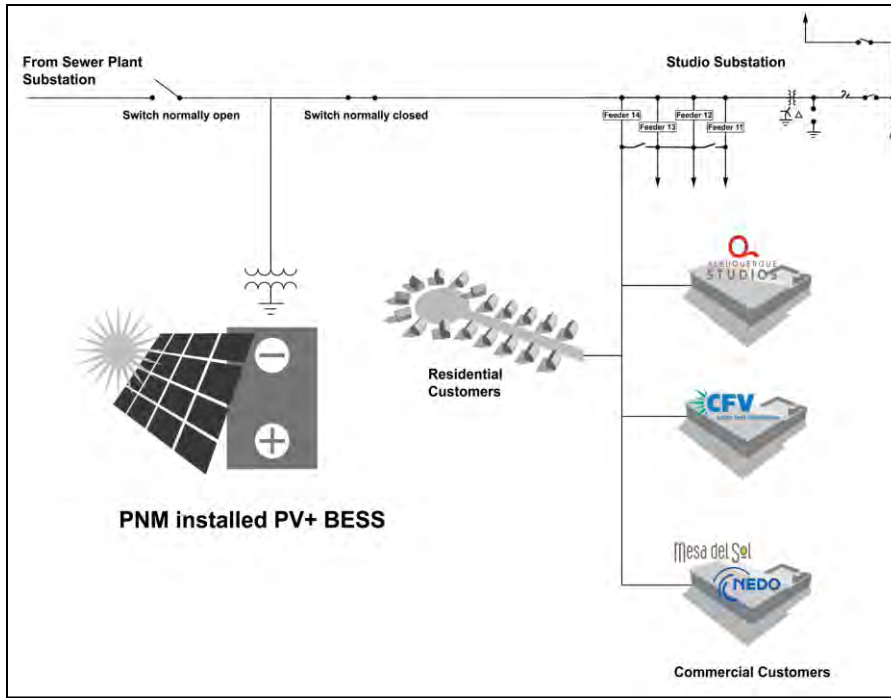 From Sewer Plant
Substation
Studio Substation
Switch normally open
Switch normally closed
Feeder 14
Feeder 13
Feeder 12
Feeder 11
ALBUQUERQUE
STUDIOS
Residential
Customers
CFV
PNM installed PV+ BESS
Mesa del Sol
NEDO
Commercial Customers